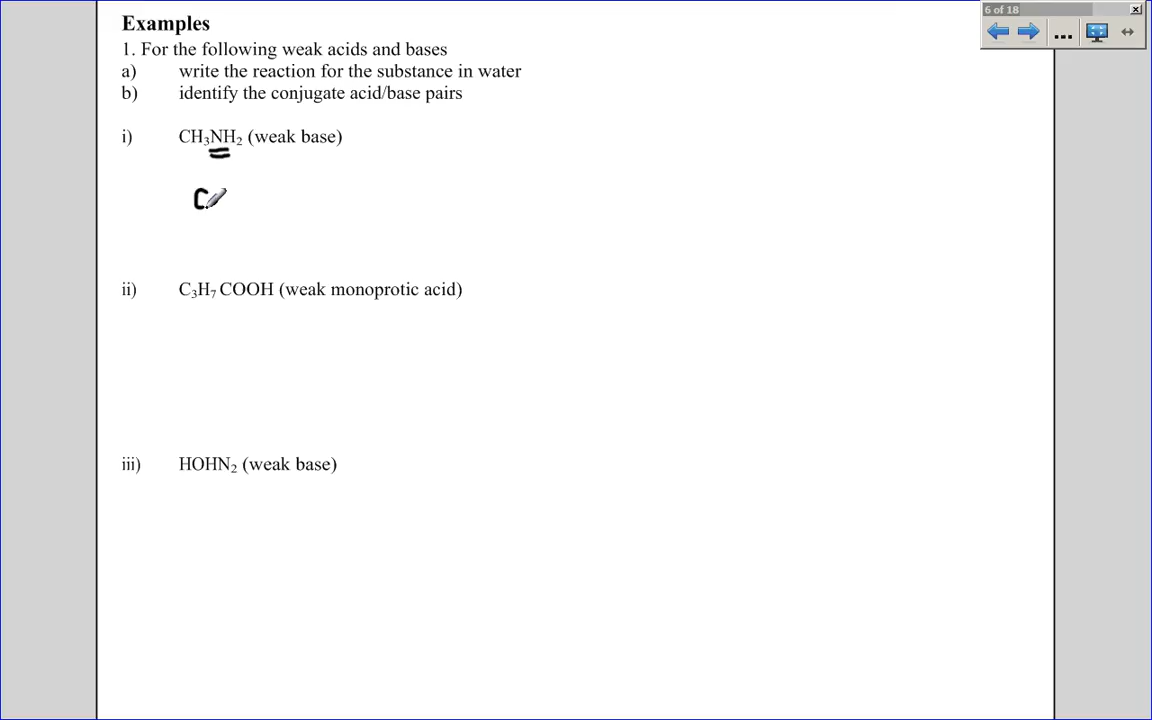 6 of 18
Examples
1. For the following weak acids and bases
a) write the reaction for the substance in water
b) identify the conjugate acid/base pairs
i) CH₃NH₂ (weak base)
C
ii) C₃H₇ COOH (weak monoprotic acid)
iii) HOHN₂ (weak base)